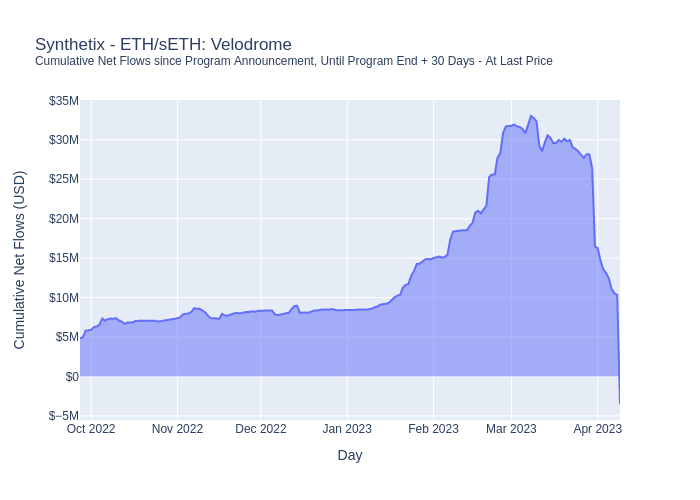 Synthetix - ETH/sETH: Velodrome
Cumulative Net Flows since Program Announcement, Until Program End + 30 Days - At Last Price
Cumulative Net Flows (USD)
$35M
$30M
$25M
$20M
$15M
$10M
$5M
$0
$−5M
Oct 2022 Nov 2022 Dec 2022 Jan 2023 Feb 2023 Mar 2023 Apr 2023
Day